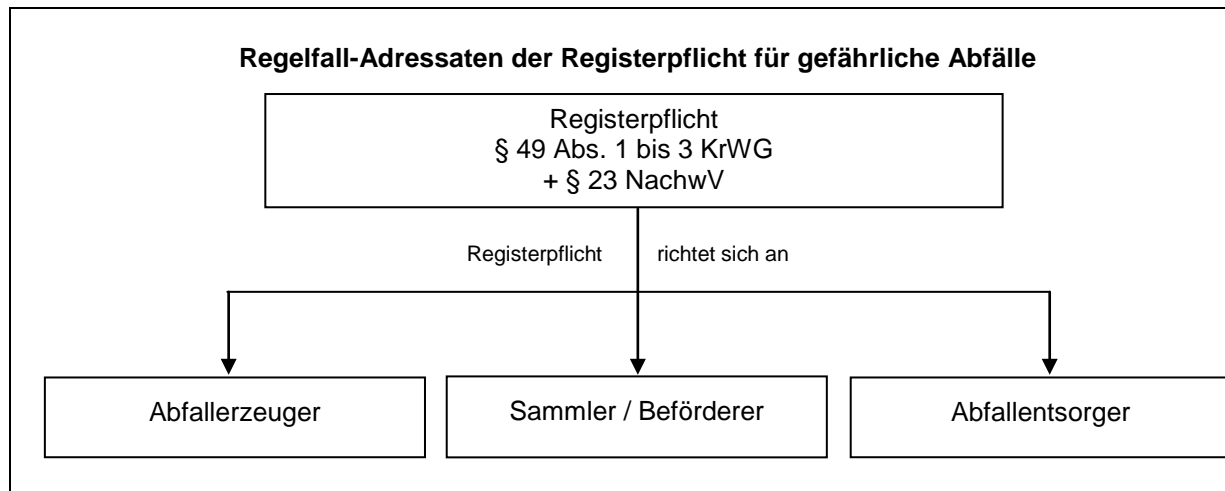 Regelfall-Adressaten der Registerpflicht für gefährliche Abfälle
Registerpflicht
§ 49 Abs. 1 bis 3 KrWG
+ § 23 NachwV
Registerpflicht richtet sich an
Abfallerzeuger
Sammler / Beförderer
Abfallentsorger